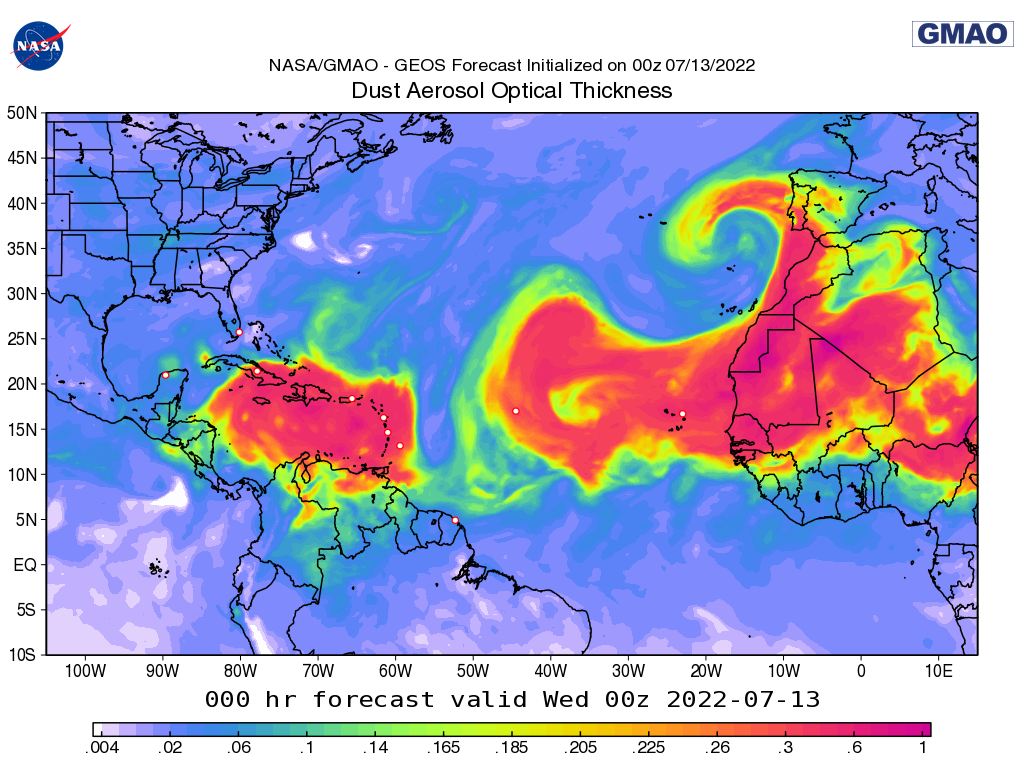 NASA
GMAO
NASA/GMAO - GEOS Forecast Initialized on 00z 07/13/2022
Dust Aerosol Optical Thickness
50N
45N
40N
35N
30N
25N
20N
15N
10N
5N
EQ
5S
10S
100W 90W 80W 70W 60W 50W 40W 30W 20W 10W 0 10E
000 hr forecast valid Wed 00z 2022-07-13
.004 .02 .06 .1 .14 .165 .185 .205 .225 .26 .3 .6 1